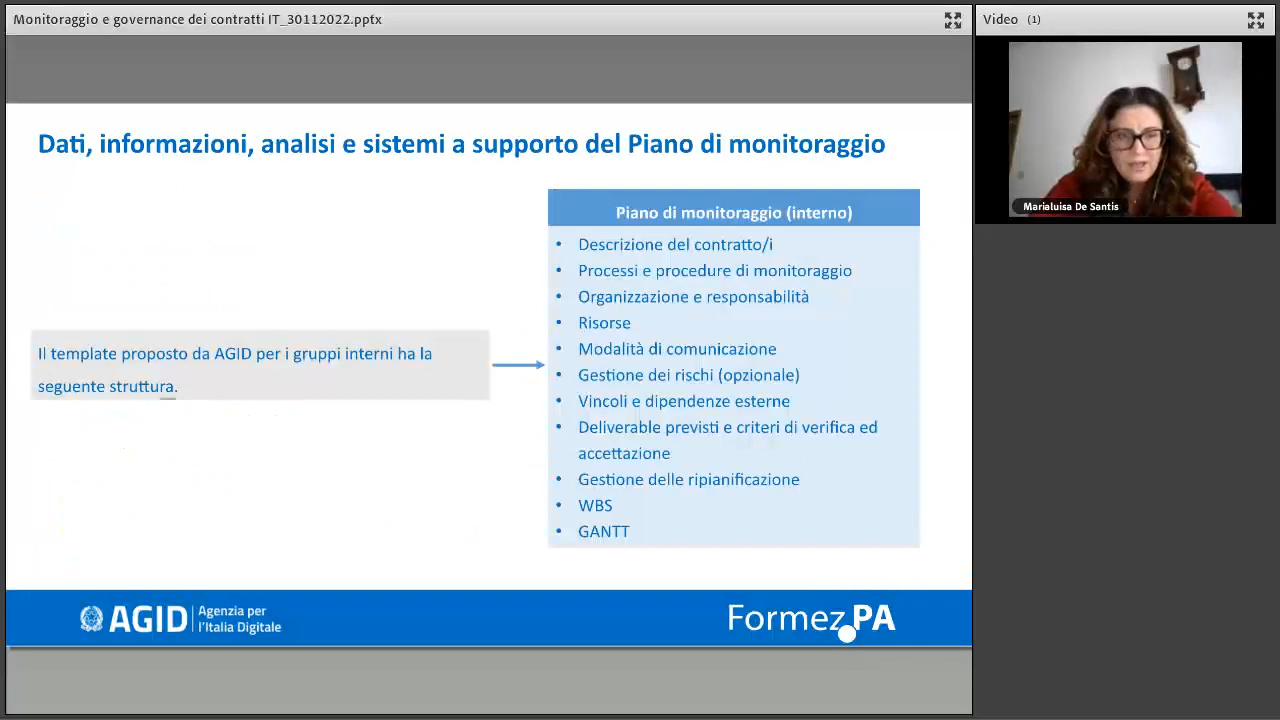 Monitoraggio e governance dei contratti IT_30112022.pptx
Video (1)
Marialuisa De Santis
Dati, informazioni, analisi e sistemi a supporto del Piano di monitoraggio
Il template proposto da AGID per i gruppi interni ha la
seguente struttura.
Piano di monitoraggio (interno)
• Descrizione del contratto/i
• Processi e procedure di monitoraggio
• Organizzazione e responsabilità
• Risorse
• Modalità di comunicazione
• Gestione dei rischi (opzionale)
• Vincoli e dipendenze esterne
• Deliverable previsti e criteri di verifica ed
accettazione
• Gestione delle ripianificazione
• WBS
• GANTT
AGID
Agenzia per
l'Italia Digitale
Formez PA